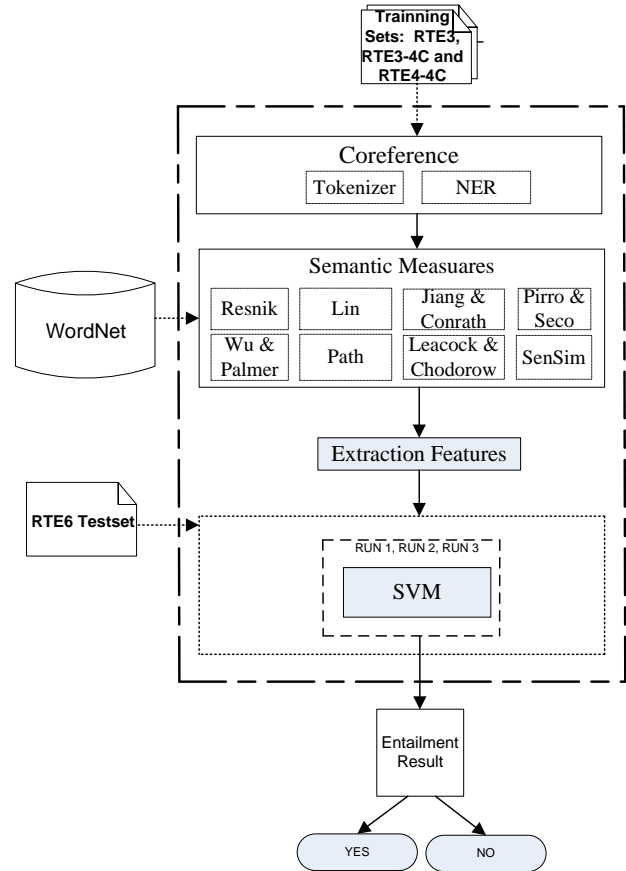 Trainning
Sets: RTE3,
RTE3-4C and
RTE4-4C
Coreference
Tokenizer
NER
Semantic Measuares
Resnik
Lin
Jiang &
Conrath
Pirro &
Seco
Wu &
Palmer
Path
Leacock &
Chodorow
SenSim
WordNet
Extraction Features
RTE6 Testset
RUN 1, RUN 2, RUN 3
SVM
Entailment
Result
YES
NO